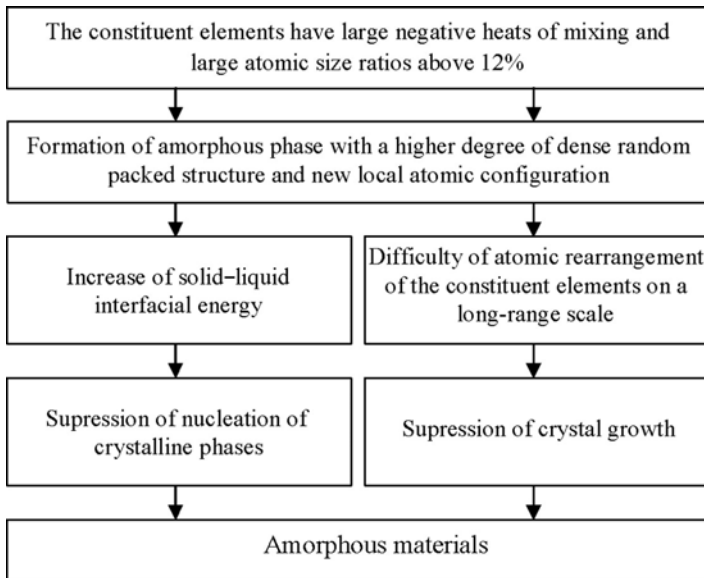 The constituent elements have large negative heats of mixing and
large atomic size ratios above 12%
Formation of amorphous phase with a higher degree of dense random
packed structure and new local atomic configuration
Increase of solid–liquid
interfacial energy
Difficulty of atomic rearrangement
of the constituent elements on a
long-range scale
Supression of nucleation of
crystalline phases
Supression of crystal growth
Amorphous materials